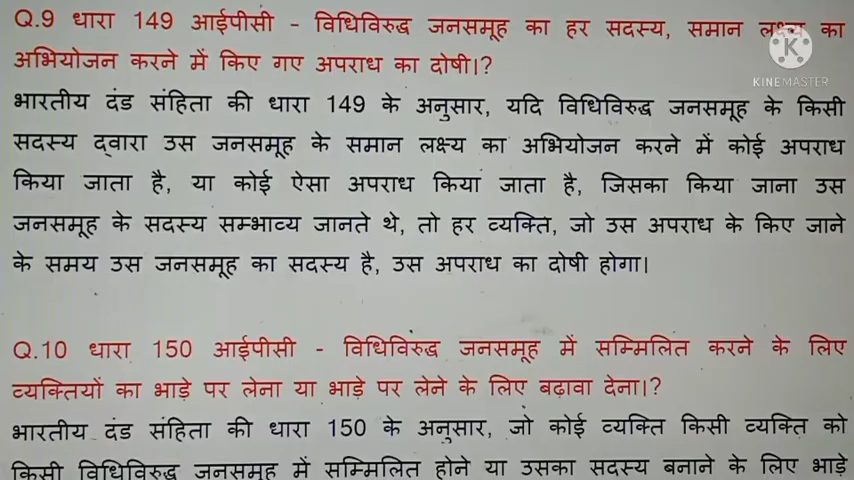 Q.9 धारा 149 आईपीसी - विधिविरुद्ध जनसमूह का हर सदस्य, समान लक्ष्य का
अभियोजन करने में किए गए अपराध का दोषी।?
K
KINEMASTER
भारतीय दंड संहिता की धारा 149 के अनुसार, यदि विधिविरुद्ध जनसमूह के किसी
सदस्य द्वारा उस जनसमूह के समान लक्ष्य का अभियोजन करने में कोई अपराध
किया जाता है, या कोई ऐसा अपराध किया जाता है, जिसका किया जाना उस
जनसमूह के सदस्य सम्भाव्य जानते थे, तो हर व्यक्ति, जो उस अपराध के किए जाने
के समय उस जनसमूह का सदस्य है, उस अपराध का दोषी होगा।
Q.10 धारा 150 आईपीसी - विधिविरुद्ध जनसमूह में सम्मिलित करने के लिए
व्यक्तियों का भाड़े पर लेना या भाड़े पर लेने के लिए बढ़ावा देना।?
भारतीय दंड संहिता की धारा 150 के अनुसार, जो कोई व्यक्ति किसी व्यक्ति को
किसी विधिविरुद्ध जनसमूह में सम्मिलित होने या उसका सदस्य बनाने के लिए भाड़े